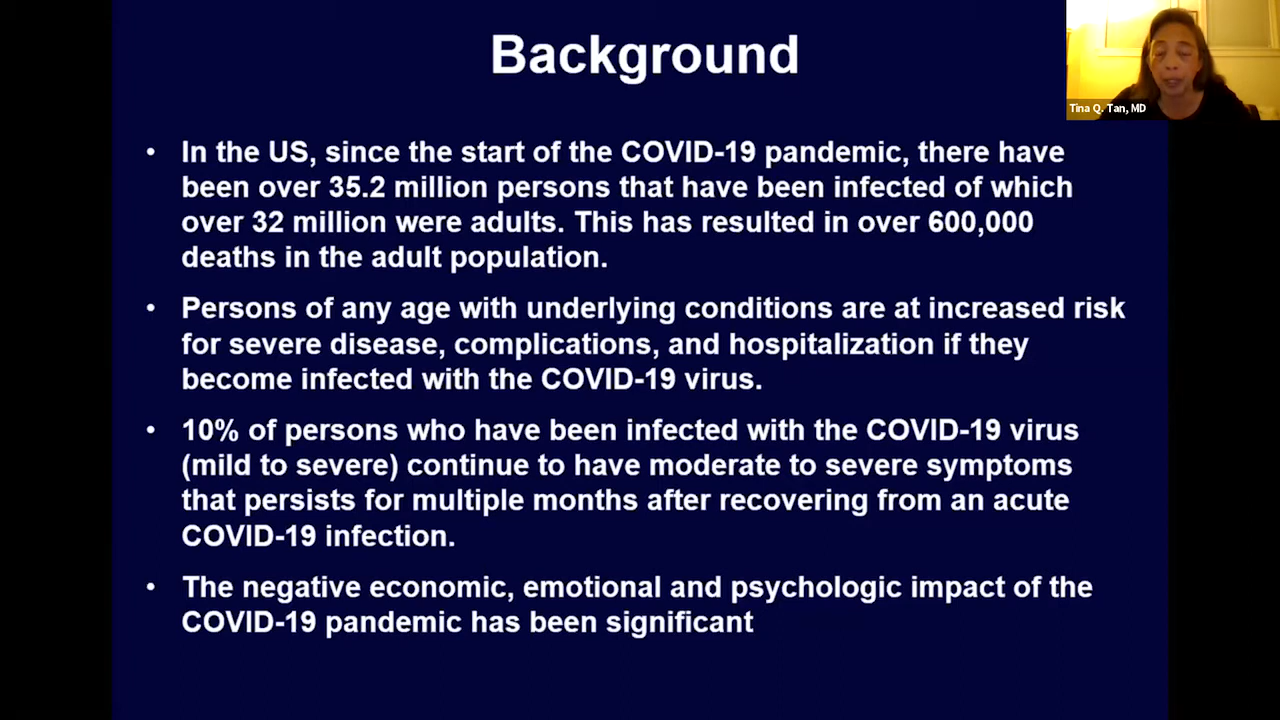 Background
Tina Q. Tan, MD
• In the US, since the start of the COVID-19 pandemic, there have
been over 35.2 million persons that have been infected of which
over 32 million were adults. This has resulted in over 600,000
deaths in the adult population.
• Persons of any age with underlying conditions are at increased risk
for severe disease, complications, and hospitalization if they
become infected with the COVID-19 virus.
• 10% of persons who have been infected with the COVID-19 virus
(mild to severe) continue to have moderate to severe symptoms
that persists for multiple months after recovering from an acute
COVID-19 infection.
• The negative economic, emotional and psychologic impact of the
COVID-19 pandemic has been significant